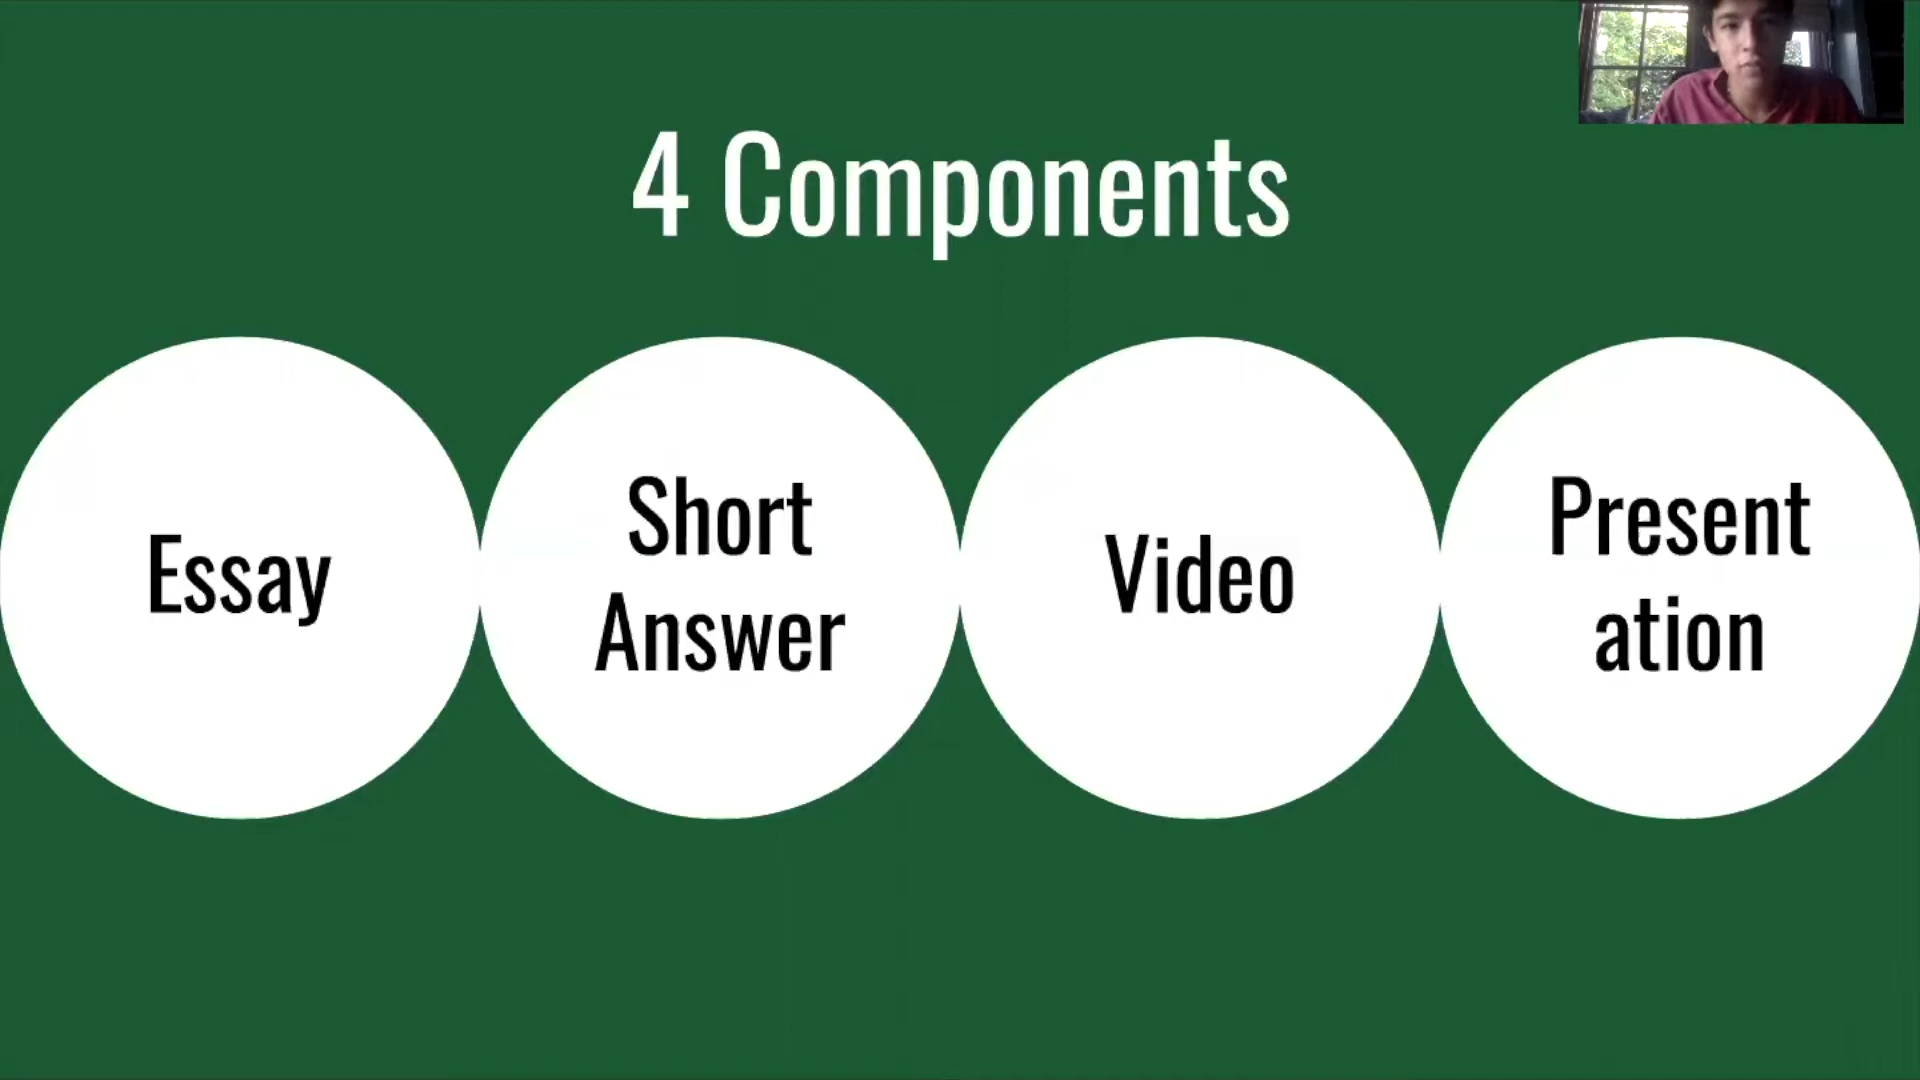 4 Components
Essay
Short
Answer
Video
Present
ation